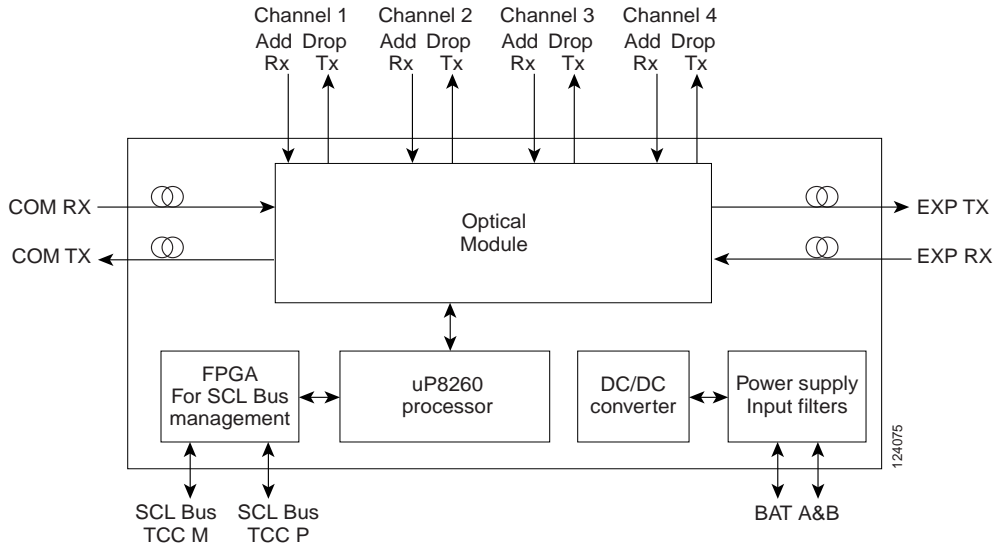 Channel 1 Channel 2 Channel 3 Channel 4
Add Drop Add Drop Add Drop Add Drop
Rx Tx Rx Tx Rx Tx Rx Tx
COM RX
EXP TX
Optical
Module
COM TX
EXP RX
FPGA
For SCL Bus
management
uP8260
processor
DC/DC
converter
Power supply
Input filters
124075
SCL Bus
TCC M
SCL Bus
TCC P
BAT A&B